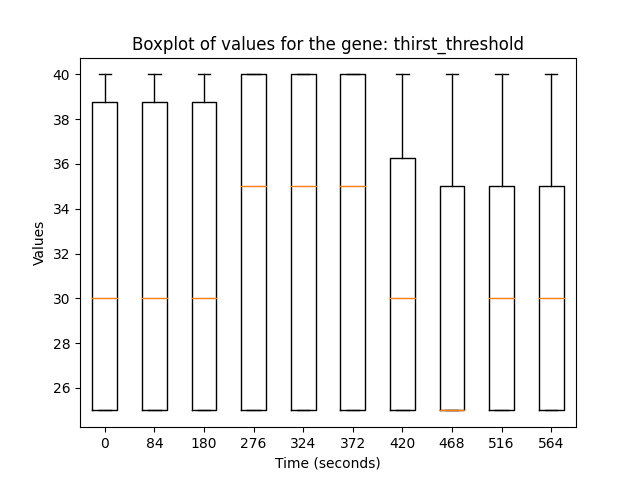 Boxplot of values for the gene: thirst_threshold
40
38
36
34
32
30
28
26
Values
0 84 180 276 324 372 420 468 516 564
Time (seconds)